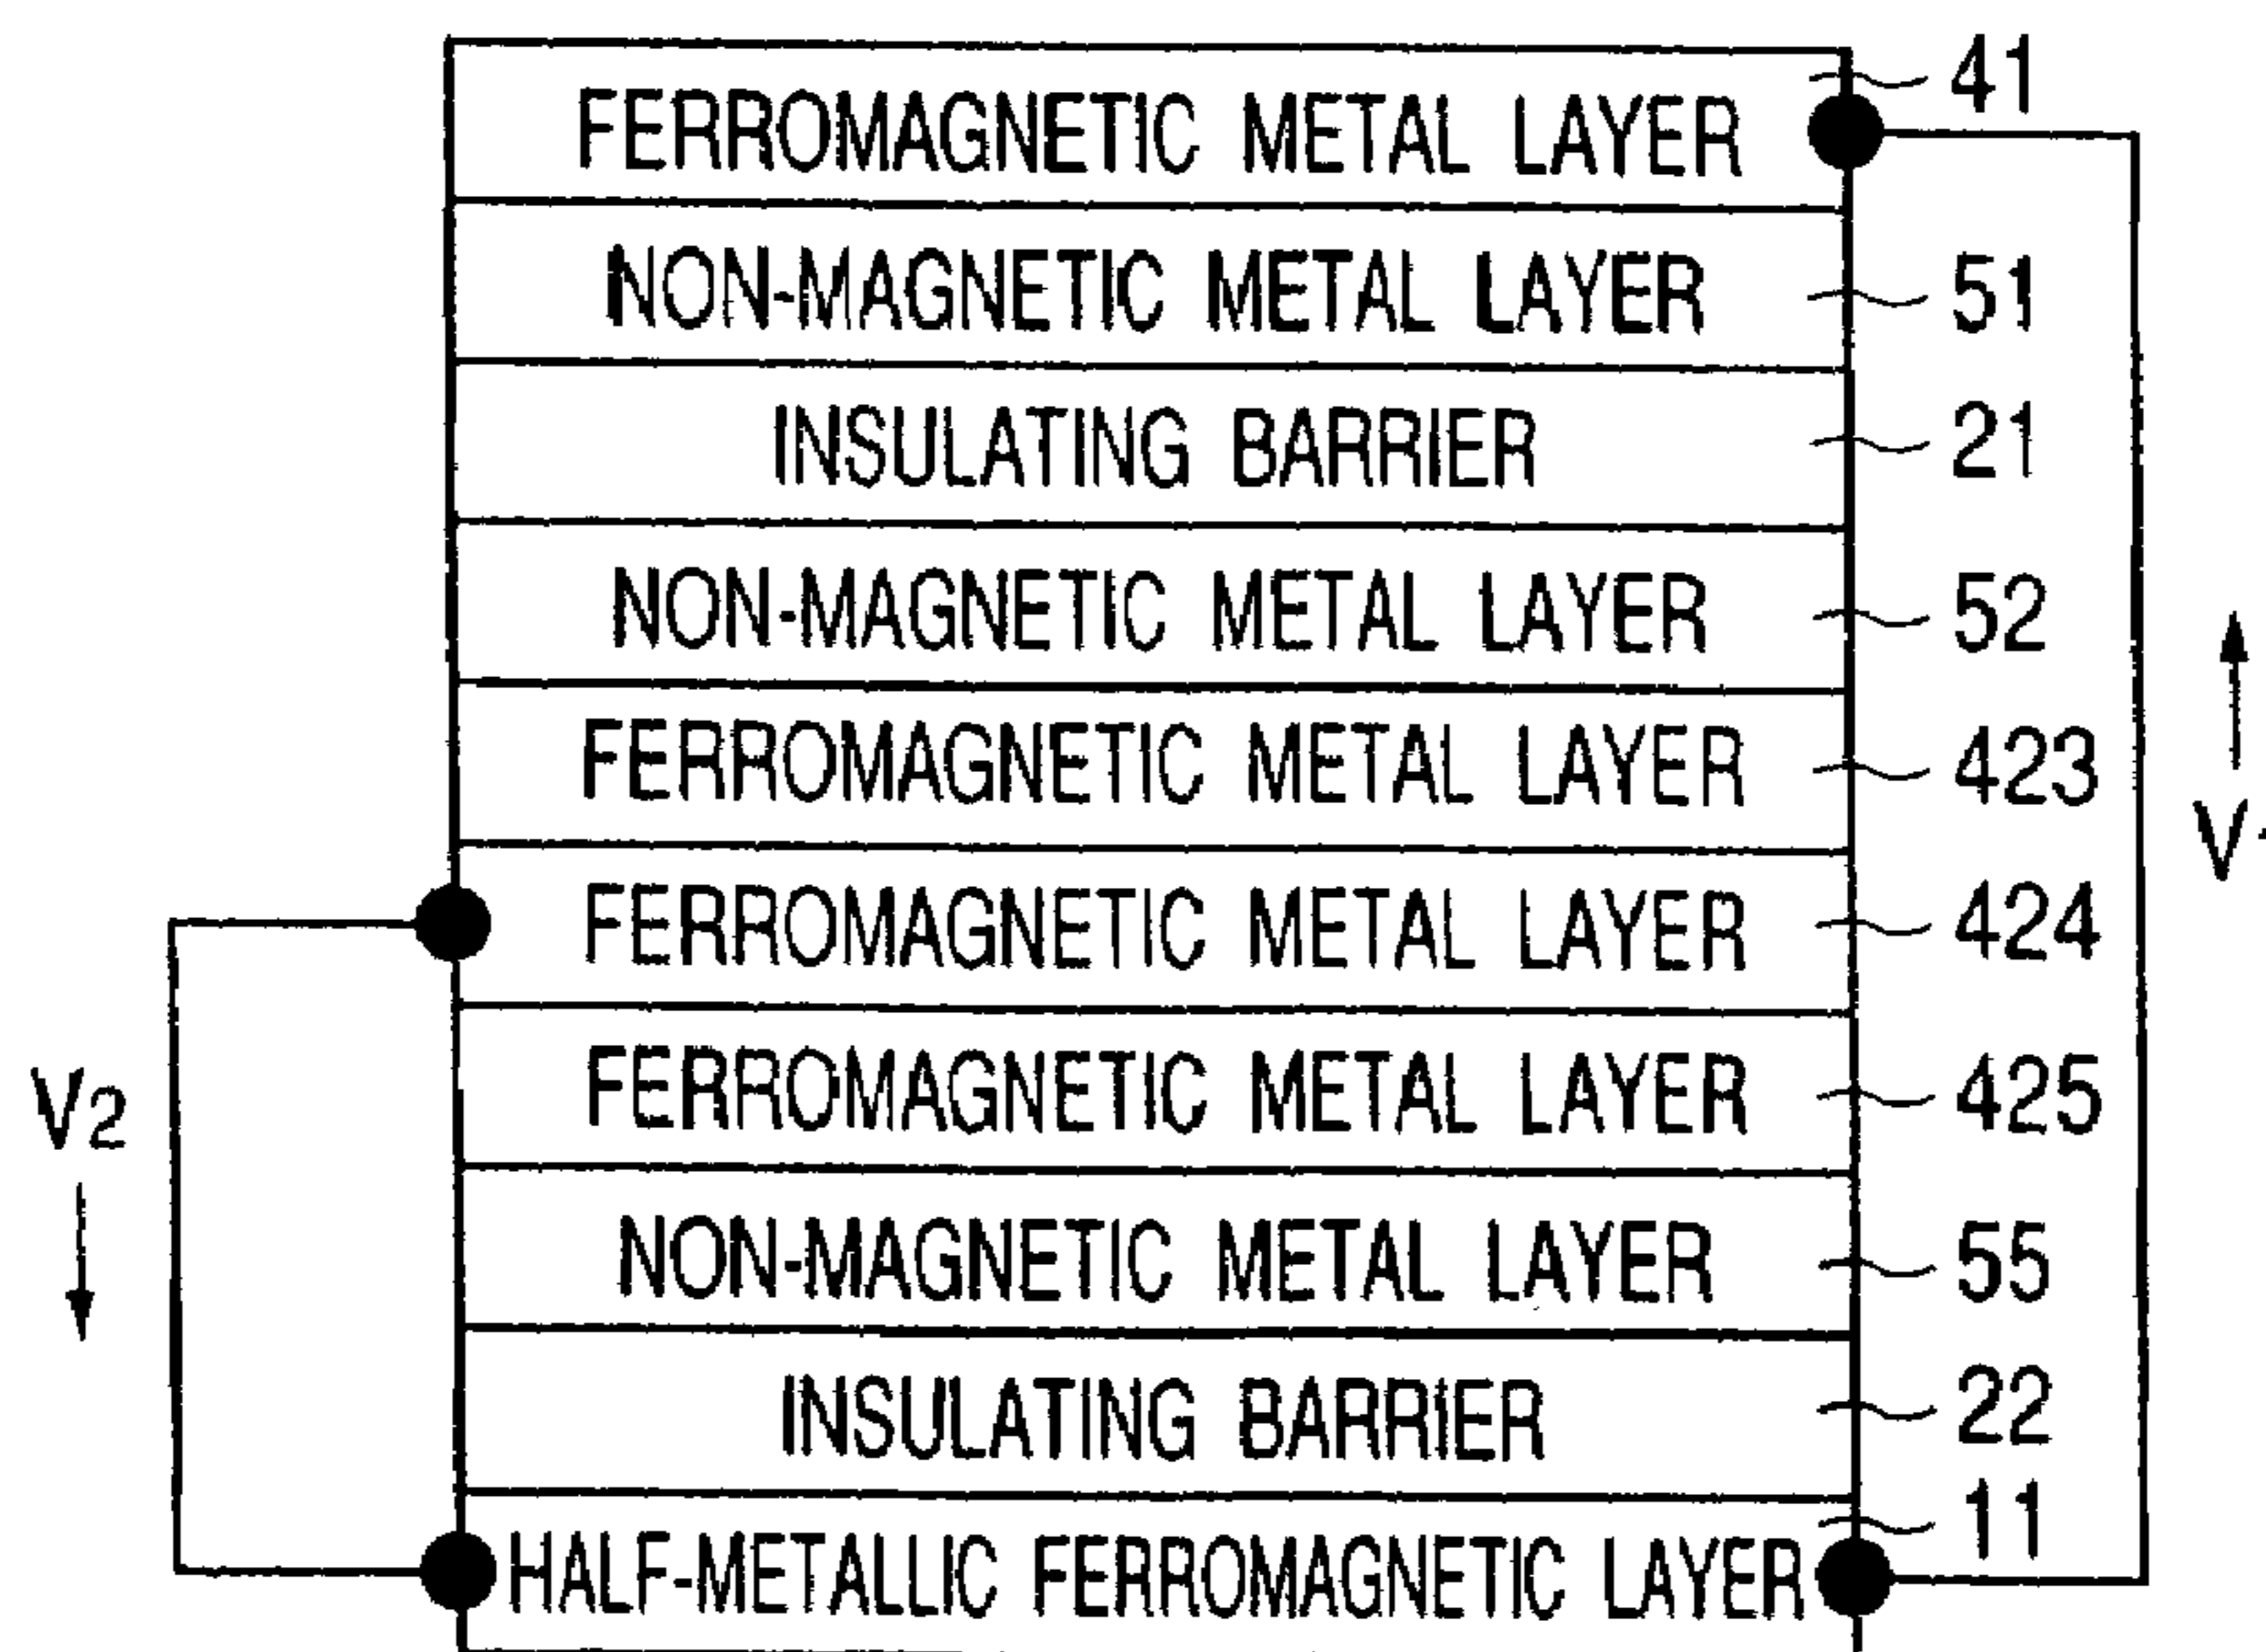 FERROMAGNETIC METAL LAYER 41
NON-MAGNETIC METAL LAYER 51
INSULATING BARRIER 21
NON-MAGNETIC METAL LAYER 52
FERROMAGNETIC METAL LAYER 423
V
FERROMAGNETIC METAL LAYER 424
FERROMAGNETIC METAL LAYER 425
V2
NON-MAGNETIC METAL LAYER 55
INSULATING BARRIER 22
HALF-METALLIC FERROMAGNETIC LAYER 11